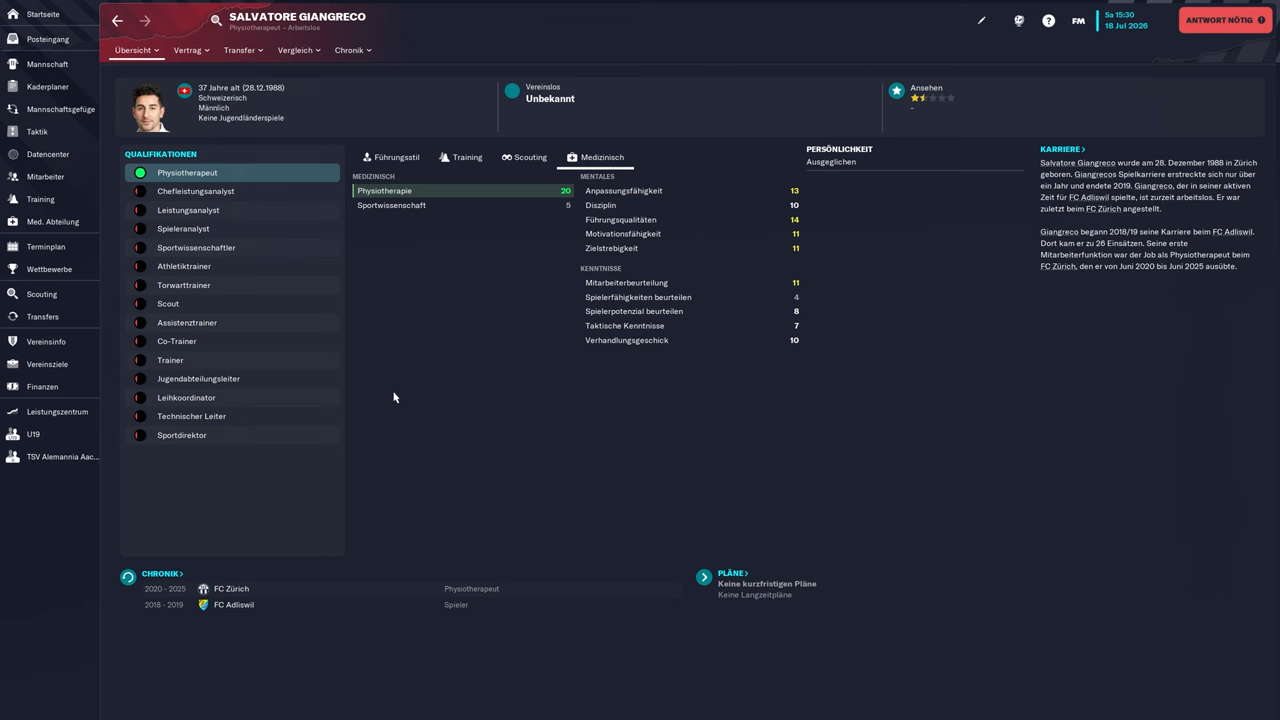 Startseite
Posteingang
Mannschaft
Kaderplaner
Mannschaftsgefüge
Taktik
Datencenter
Mitarbeiter
Training
Med. Abteilung
Terminplan
Wettbewerbe
Scouting
Transfers
Vereinsinfo
Vereinsziele
Finanzen
Leistungszentrum
U19
TSV Alemannia Aac...
SALVATORE GIANGRECO
Physiotherapeut - Arbeitslos
FM
Sa 15:30
18 Jul 2026
ANTWORT NÖTIG
Übersicht
Vertrag
Transfer
Vergleich
Chronik
37 Jahre alt (28.12.1988)
Schweizerisch
Männlich
Keine Jugendländerspiele
Vereinslos
Unbekannt
Ansehen
-
QUALIFIKATIONEN
Physiotherapeut
Chefleistungsanalyst
Leistungsanalyst
Spieleranalyst
Sportwissenschaftler
Athletiktrainer
Torwarttrainer
Scout
Assistenztrainer
Co-Trainer
Trainer
Jugendabteilungsleiter
Leihkoordinator
Technischer Leiter
Sportdirektor
Führungsstil
Training
Scouting
Medizinisch
MEDIZINISCH
Physiotherapie 20
Sportwissenschaft 5
MENTALES
Anpassungsfähigkeit 13
Disziplin 10
Führungsqualitäten 14
Motivationsfähigkeit 11
Zielstrebigkeit 11
KENNTNISSE
Mitarbeiterbeurteilung 11
Spielerfähigkeiten beurteilen 4
Spielerpotenzial beurteilen 8
Taktische Kenntnisse 7
Verhandlungsgeschick 10
PERSÖNLICHKEIT
Ausgeglichen
KARRIERE >
Salvatore Giangreco wurde am 28. Dezember 1988 in Zürich
geboren. Giangrecos Spielkarriere erstreckte sich nur über
ein Jahr und endete 2019. Giangreco, der in seiner aktiven
Zeit für FC Adliswil spielte, ist zurzeit arbeitslos. Er war
zuletzt beim FC Zürich angestellt.
Giangreco begann 2018/19 seine Karriere beim FC Adliswil.
Dort kam er zu 26 Einsätzen. Seine erste
Mitarbeiterfunktion war der Job als Physiotherapeut beim
FC Zürich, den er von Juni 2020 bis Juni 2025 ausübte.
CHRONIK >
2020 - 2025 FC Zürich Physiotherapeut
2018 - 2019 FC Adliswil Spieler
PLÄNE >
Keine kurzfristigen Pläne
Keine Langzeitpläne